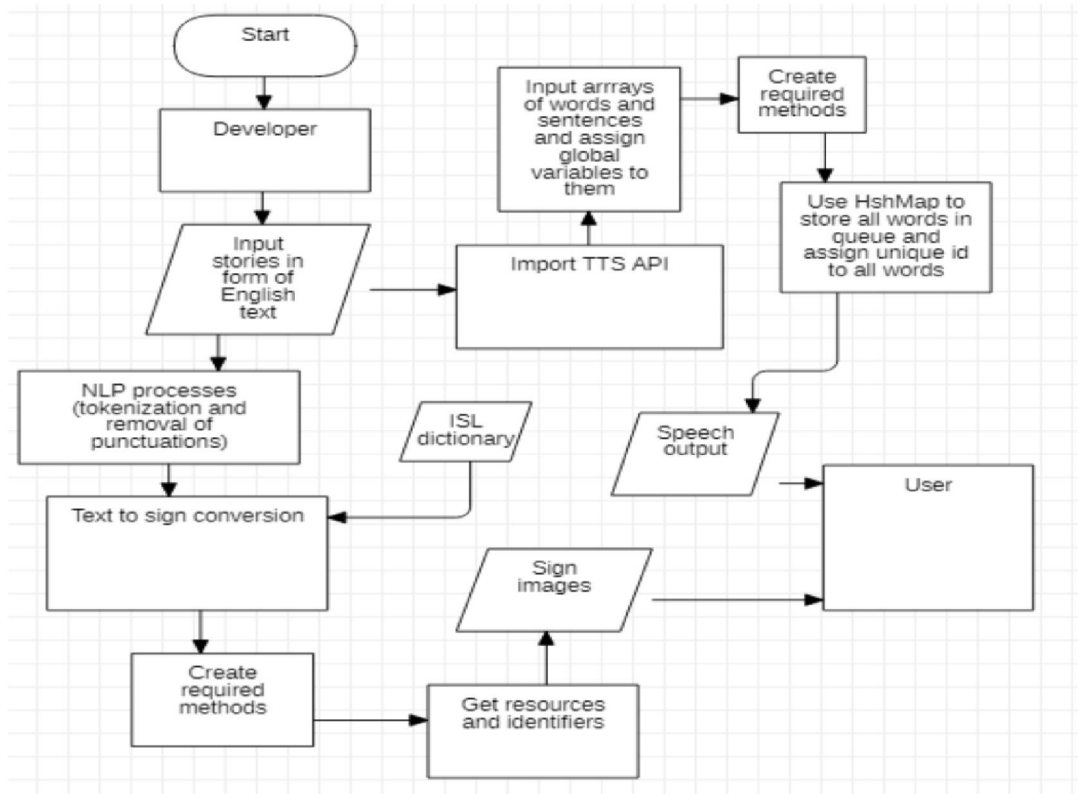 Start
Developer
Input
stories in
form of
English
text
Import TTS API
Input arrrays
of words and
sentences
and assign
global
variables to
them
Create
required
methods
Use HshMap to
store all words in
queue and
assign unique id
to all words
Speech
output
User
NLP processes
(tokenization and
removal of
punctuations)
ISL
dictionary
Text to sign conversion
Create
required
methods
Get resources
and identifiers
Sign
images